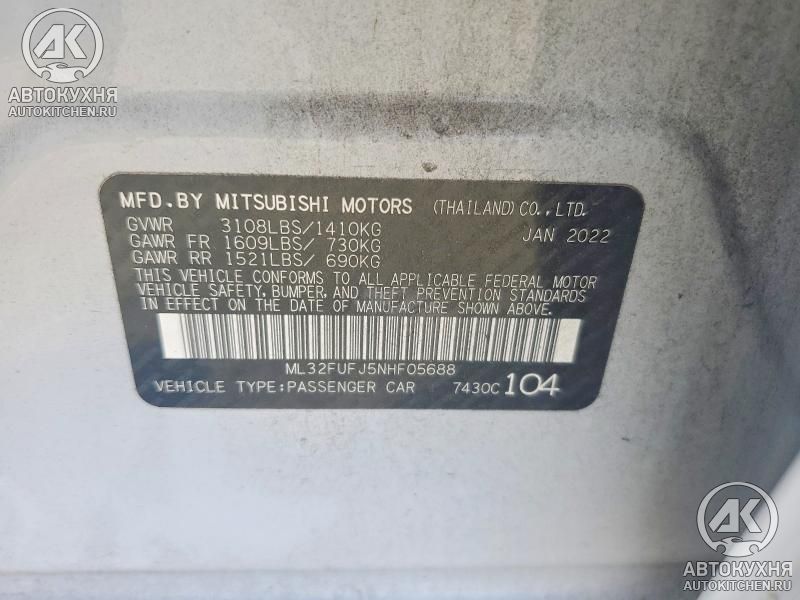 AK
АВТОКУХНЯ
AUTOKITCHEN.RU
MFD.BY MITSUBISHI MOTORS (THAILAND)CO.,LTD.
GVWR 3108LBS/1410KG JAN 2022
GAWR FR 1609LBS/ 730KG
GAWR RR 1521LBS/ 690KG
THIS VEHICLE CONFORMS TO ALL APPLICABLE FEDERAL MOTOR
VEHICLE SAFETY, BUMPER, AND THEFT PREVENTION STANDARDS
IN EFFECT ON THE DATE OF MANUFACTURE SHOWN ABOVE.
ML32FUFJ5NHF05688
VEHICLE TYPE:PASSENGER CAR 7430C 104
AK
АВТОКУХНЯ
AUTOKITCHEN.RU